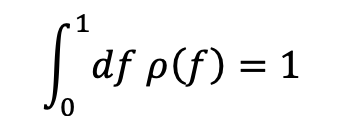 ∫₀¹ df ρ(f) = 1